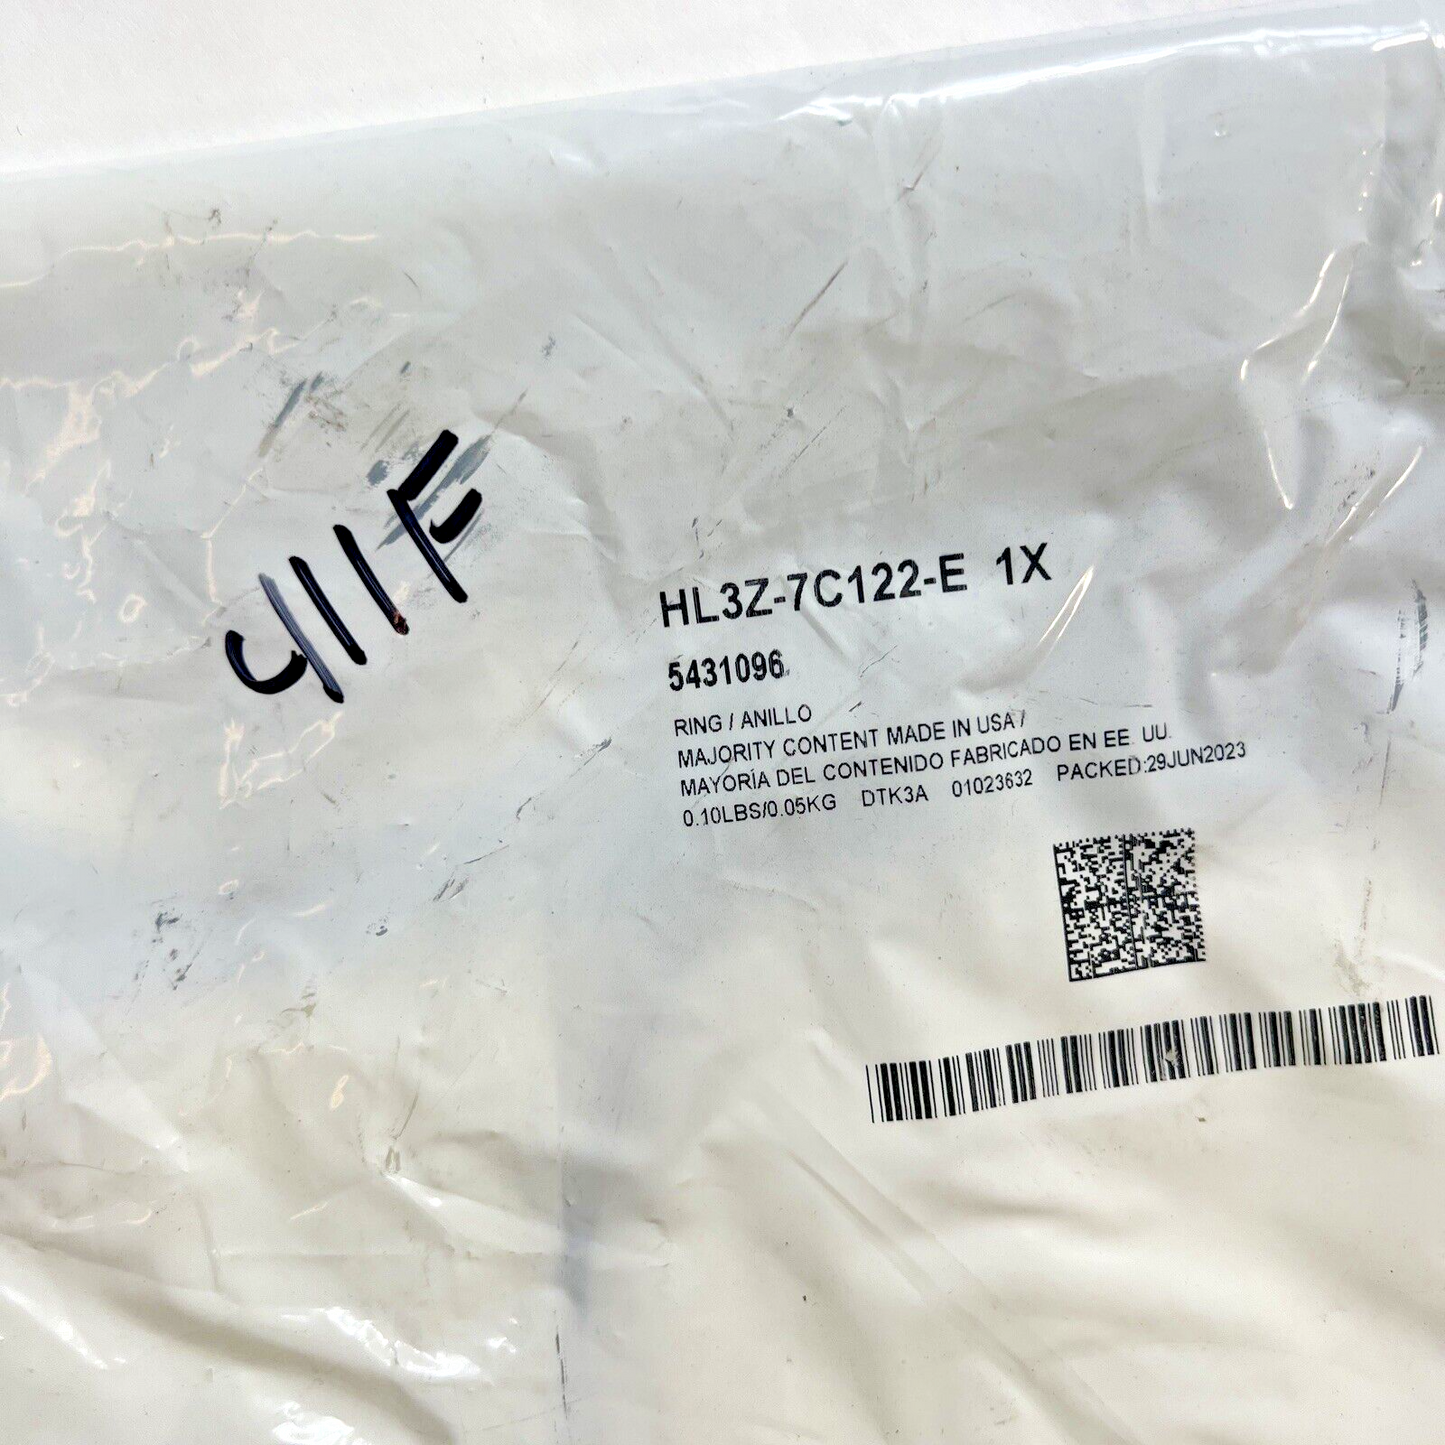 411F
HL3Z-7C122-E 1X
5431096
RING / ANILLO
MAJORITY CONTENT MADE IN USA /
MAYORÍA DEL CONTENIDO FABRICADO EN EE. UU.
0.10LBS/0.05KG DTK3A 01023632 PACKED:29JUN2023